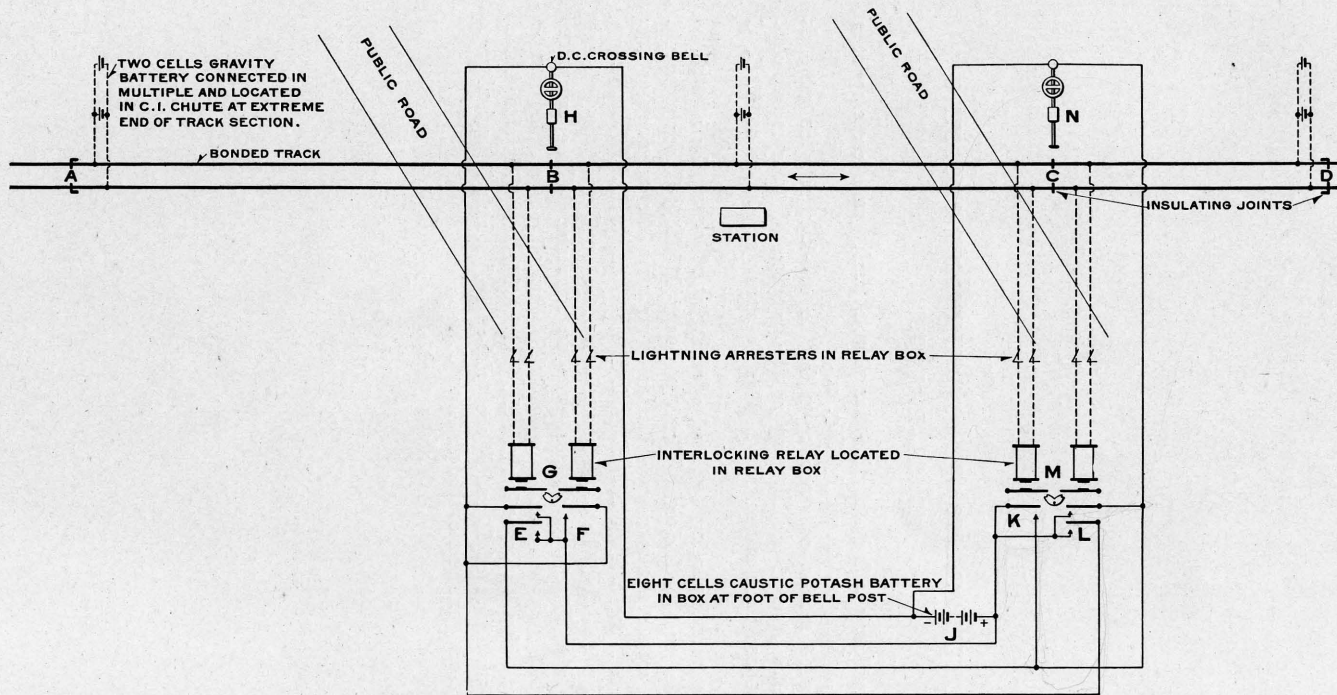 TWO CELLS GRAVITY
BATTERY CONNECTED IN
MULTIPLE AND LOCATED
IN C.I. CHUTE AT EXTREME
END OF TRACK SECTION.
PUBLIC ROAD
D.C. CROSSING BELL
PUBLIC ROAD
H
N
BONDED TRACK
A
B
C
D
INSULATING JOINTS
STATION
LIGHTNING ARRESTERS IN RELAY BOX
INTERLOCKING RELAY LOCATED
IN RELAY BOX
G
M
E
F
K
L
EIGHT CELLS CAUSTIC POTASH BATTERY
IN BOX AT FOOT OF BELL POST
- +
J